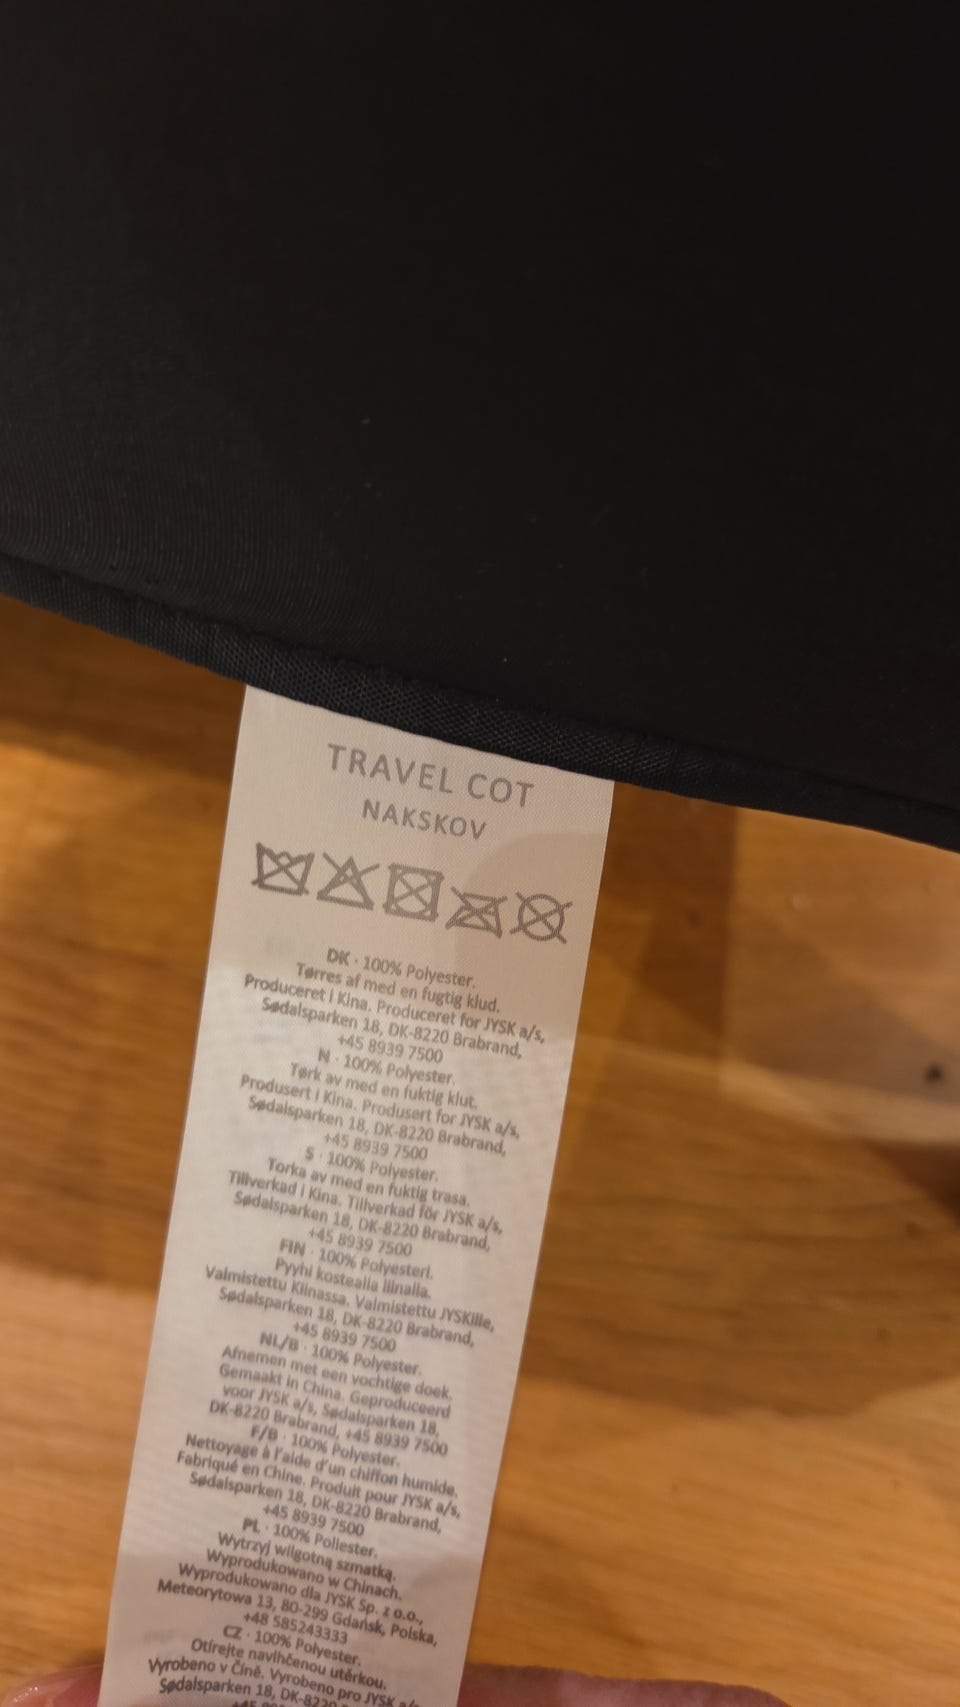 TRAVEL COT
NAKSKOV
DK · 100% Polyester.
Tørres af med en fugtig klud.
Produceret i Kina. Produceret for JYSK a/s,
Sødalsparken 18, DK-8220 Brabrand,
+45 8939 7500
N · 100% Polyester.
Tørk av med en fuktig klut.
Produsert i Kina. Produsert for JYSK a/s,
Sødalsparken 18, DK-8220 Brabrand,
+45 8939 7500
S · 100% Polyester.
Torka av med en fuktig trasa.
Tillverkad i Kina. Tillverkad för JYSK a/s,
Sødalsparken 18, DK-8220 Brabrand,
+45 8939 7500
FIN · 100% Polyesteri.
Pyyhi kostealla liinalla.
Valmistettu Kiinassa. Valmistettu JYSKille,
Sødalsparken 18, DK-8220 Brabrand,
+45 8939 7500
NL/B · 100% Polyester.
Afnemen met een vochtige doek.
Gemaakt in China. Geproduceerd
voor JYSK a/s, Sødalsparken 18,
DK-8220 Brabrand, +45 8939 7500
F/B · 100% Polyester.
Nettoyage à l'aide d'un chiffon humide.
Fabriqué en Chine. Produit pour JYSK a/s,
Sødalsparken 18, DK-8220 Brabrand,
+45 8939 7500
PL · 100% Poliester.
Wytrzyj wilgotną szmatką.
Wyprodukowano w Chinach.
Wyprodukowano dla JYSK Sp. z o.o.,
Meteorytowa 13, 80-299 Gdańsk, Polska,
+48 585243333
CZ · 100% Polyester.
Otírejte navlhčenou utěrkou.
Vyrobeno v Číně. Vyrobeno pro JYSK a/s
Sødalsparken 18, DK-8220